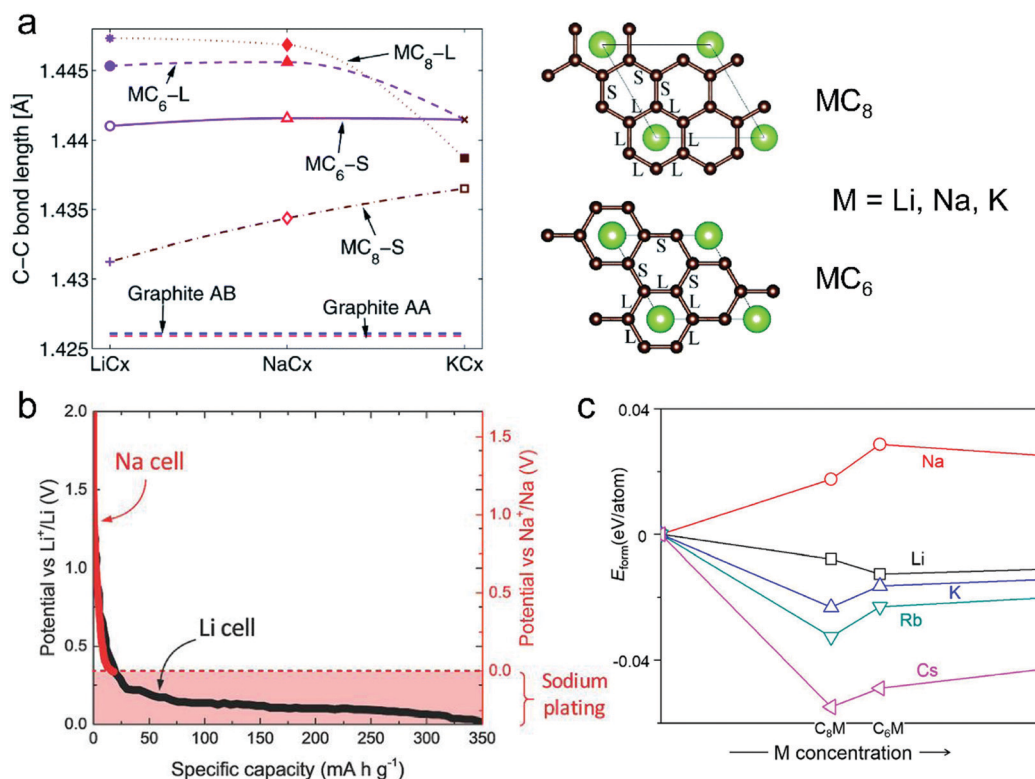 a
C–C bond length [Å]
1.445
1.44
1.435
1.43
1.425
MC8–L
MC6–L
MC6–S
MC8–S
Graphite AB
Graphite AA
LiCx
NaCx
KCx
S
S
S
L
L
L
L
L
L
MC8
M = Li, Na, K
S
S
S
L
L
L
L
L
L
MC6
b
Potential vs Li+/Li (V)
2.0
1.5
1.0
0.5
0.0
Na cell
Li cell
1.5
1.0
0.5
0.0
Potential vs Na+/Na (V)
Sodium
plating
0 50 100 150 200 250 300 350
Specific capacity (mA h g-1)
c
Eform(eV/atom)
0.04
0
-0.04
Na
Li
K
Rb
Cs
C8M
C6M
M concentration